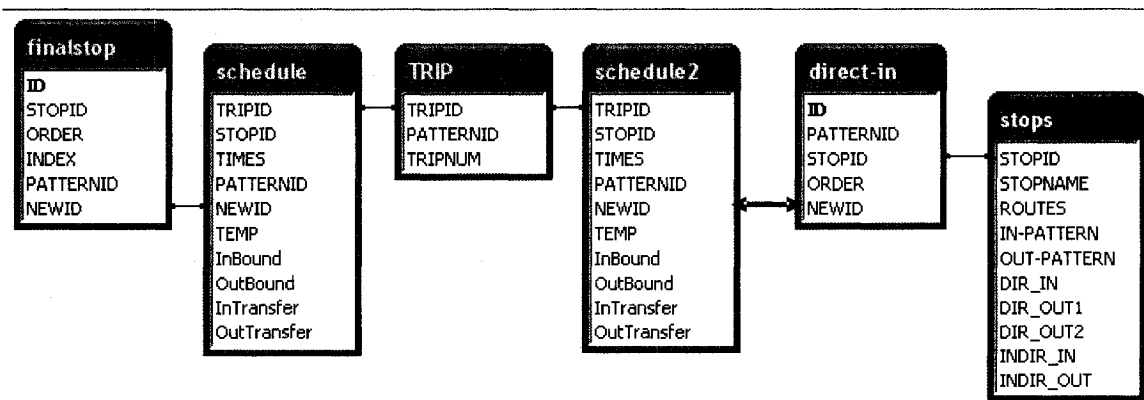 finalstop
ID
STOPID
ORDER
INDEX
PATTERNID
NEWID
schedule
TRIPID
STOPID
TIMES
PATTERNID
NEWID
TEMP
InBound
OutBound
InTransfer
OutTransfer
TRIP
TRIPID
PATTERNID
TRIPNUM
schedule2
TRIPID
STOPID
TIMES
PATTERNID
NEWID
TEMP
InBound
OutBound
InTransfer
OutTransfer
direct-in
ID
PATTERNID
STOPID
ORDER
NEWID
stops
STOPID
STOPNAME
ROUTES
IN-PATTERN
OUT-PATTERN
DIR_IN
DIR_OUT1
DIR_OUT2
INDIR_IN
INDIR_OUT